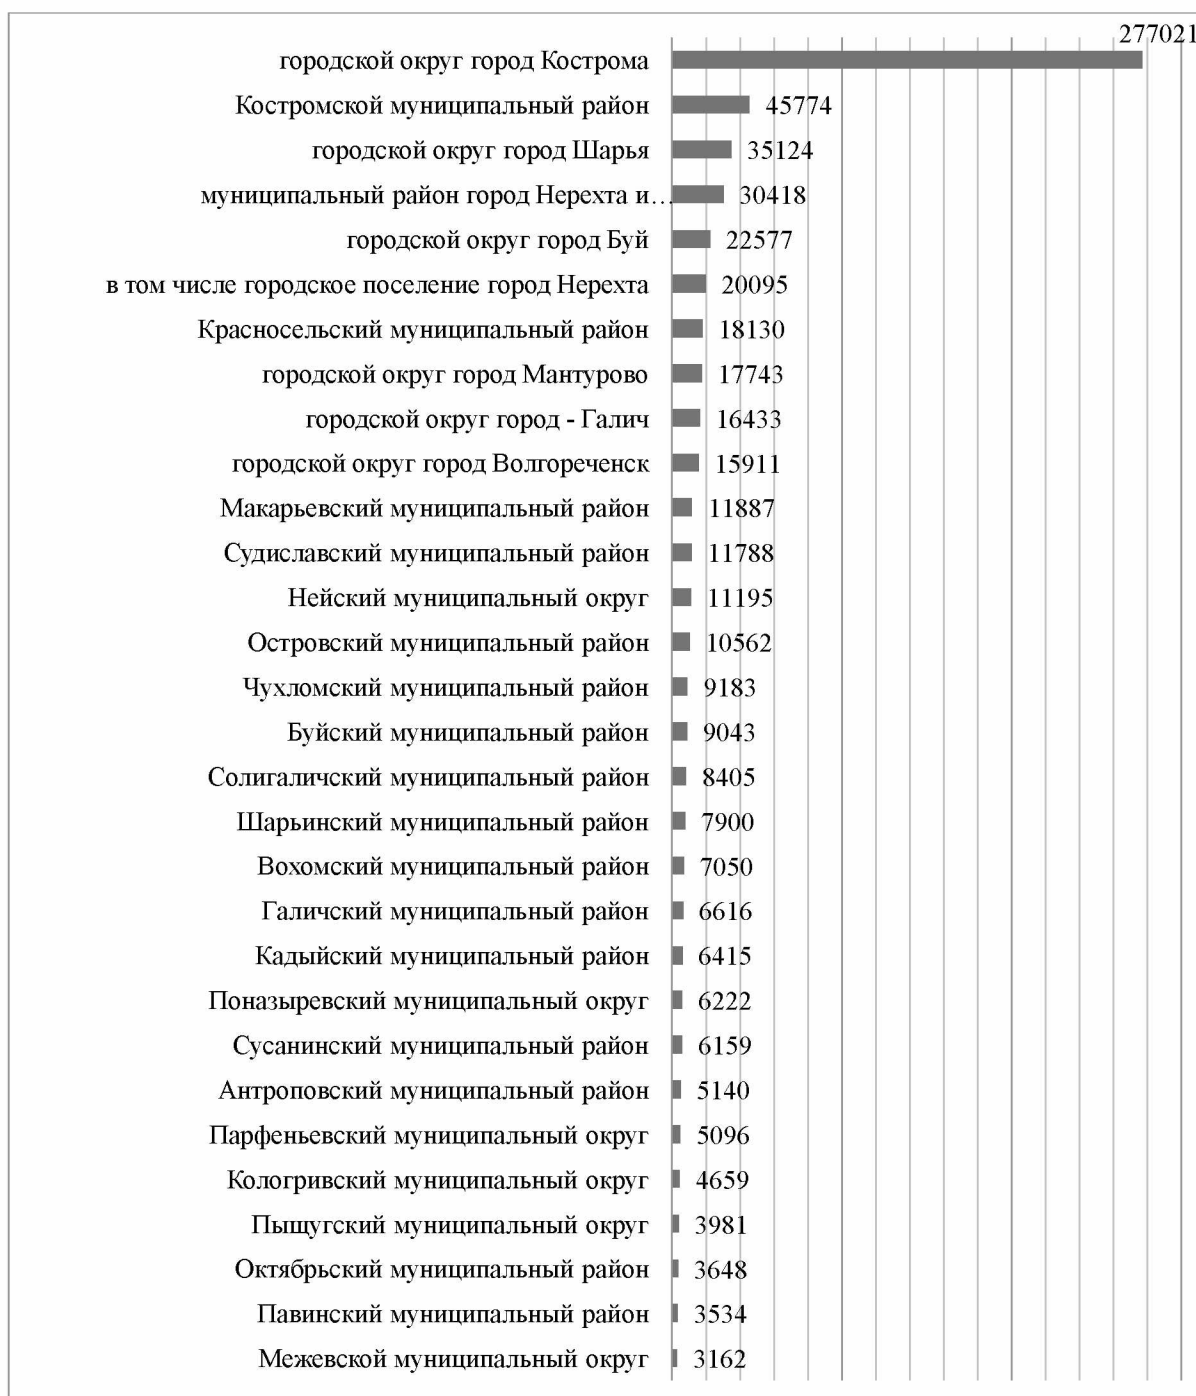 277021
городской округ город Кострома
Костромской муниципальный район 45774
городской округ город Шарья 35124
муниципальный район город Нерехта и… 30418
городской округ город Буй 22577
в том числе городское поселение город Нерехта 20095
Красносельский муниципальный район 18130
городской округ город Мантурово 17743
городской округ город - Галич 16433
городской округ город Волгореченск 15911
Макарьевский муниципальный район 11887
Судиславский муниципальный район 11788
Нейский муниципальный округ 11195
Островский муниципальный район 10562
Чухломский муниципальный район 9183
Буйский муниципальный район 9043
Солигаличский муниципальный район 8405
Шарьинский муниципальный район 7900
Вохомский муниципальный район 7050
Галичский муниципальный район 6616
Кадыйский муниципальный район 6415
Поназыревский муниципальный округ 6222
Сусанинский муниципальный район 6159
Антроповский муниципальный район 5140
Парфеньевский муниципальный округ 5096
Кологривский муниципальный округ 4659
Пыщугский муниципальный округ 3981
Октябрьский муниципальный район 3648
Павинский муниципальный район 3534
Межевской муниципальный округ 3162